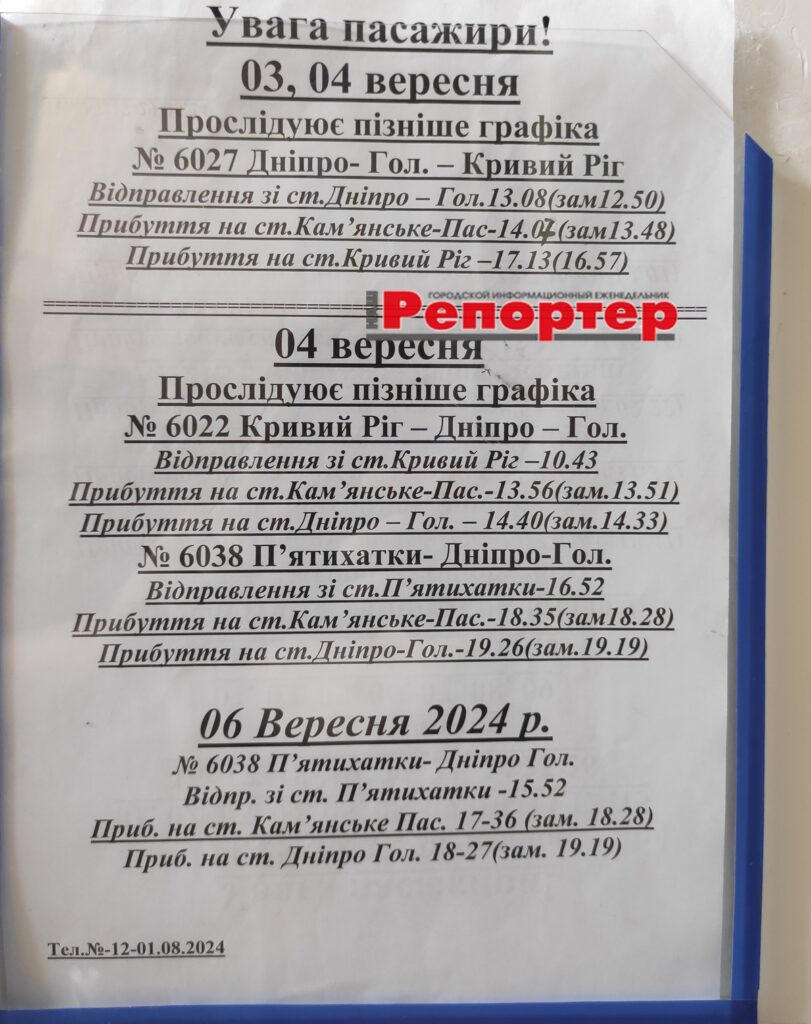 Увага пасажири!
03, 04 вересня
Прослідуює пізніше графіка
№ 6027 Дніпро- Гол. – Кривий Ріг
Відправлення зі ст.Дніпро – Гол.13.08(зам12.50)
Прибуття на ст.Кам’янське-Пас-14.07(зам13.48)
Прибуття на ст.Кривий Ріг –17.13(16.57)
ГОРОДСКОЙ ИНФОРМАЦИОННЫЙ ЕЖЕНЕДЕЛЬНИК
НАШ Репортер
04 вересня
Прослідуює пізніше графіка
№ 6022 Кривий Ріг – Дніпро – Гол.
Відправлення зі ст.Кривий Ріг –10.43
Прибуття на ст.Кам’янське-Пас.-13.56(зам.13.51)
Прибуття на ст.Дніпро – Гол. – 14.40(зам.14.33)
№ 6038 П’ятихатки- Дніпро-Гол.
Відправлення зі ст.П’ятихатки-16.52
Прибуття на ст.Кам’янське-Пас.-18.35(зам18.28)
Прибуття на ст.Дніпро-Гол.-19.26(зам.19.19)
06 Вересня 2024 р.
№ 6038 П’ятихатки- Дніпро Гол.
Відпр. зі ст. П’ятихатки -15.52
Приб. на ст. Кам’янське Пас. 17-36 (зам. 18.28)
Приб. на ст. Дніпро Гол. 18-27(зам. 19.19)
Тел.№-12-01.08.2024